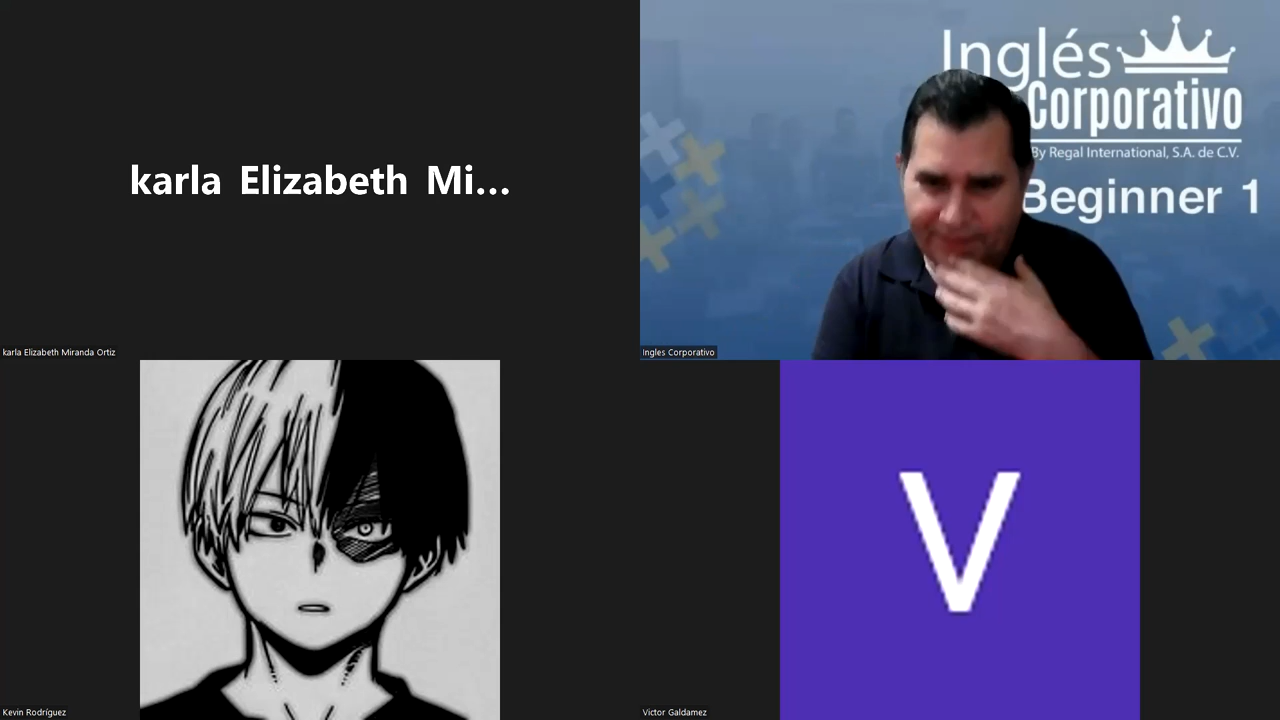 karla Elizabeth Mi...
karla Elizabeth Miranda Ortiz
Inglés
Corporativo
By Regal International, S.A. de C.V.
Beginner 1
Ingles Corporativo
Kevin Rodríguez
V
Victor Galdamez